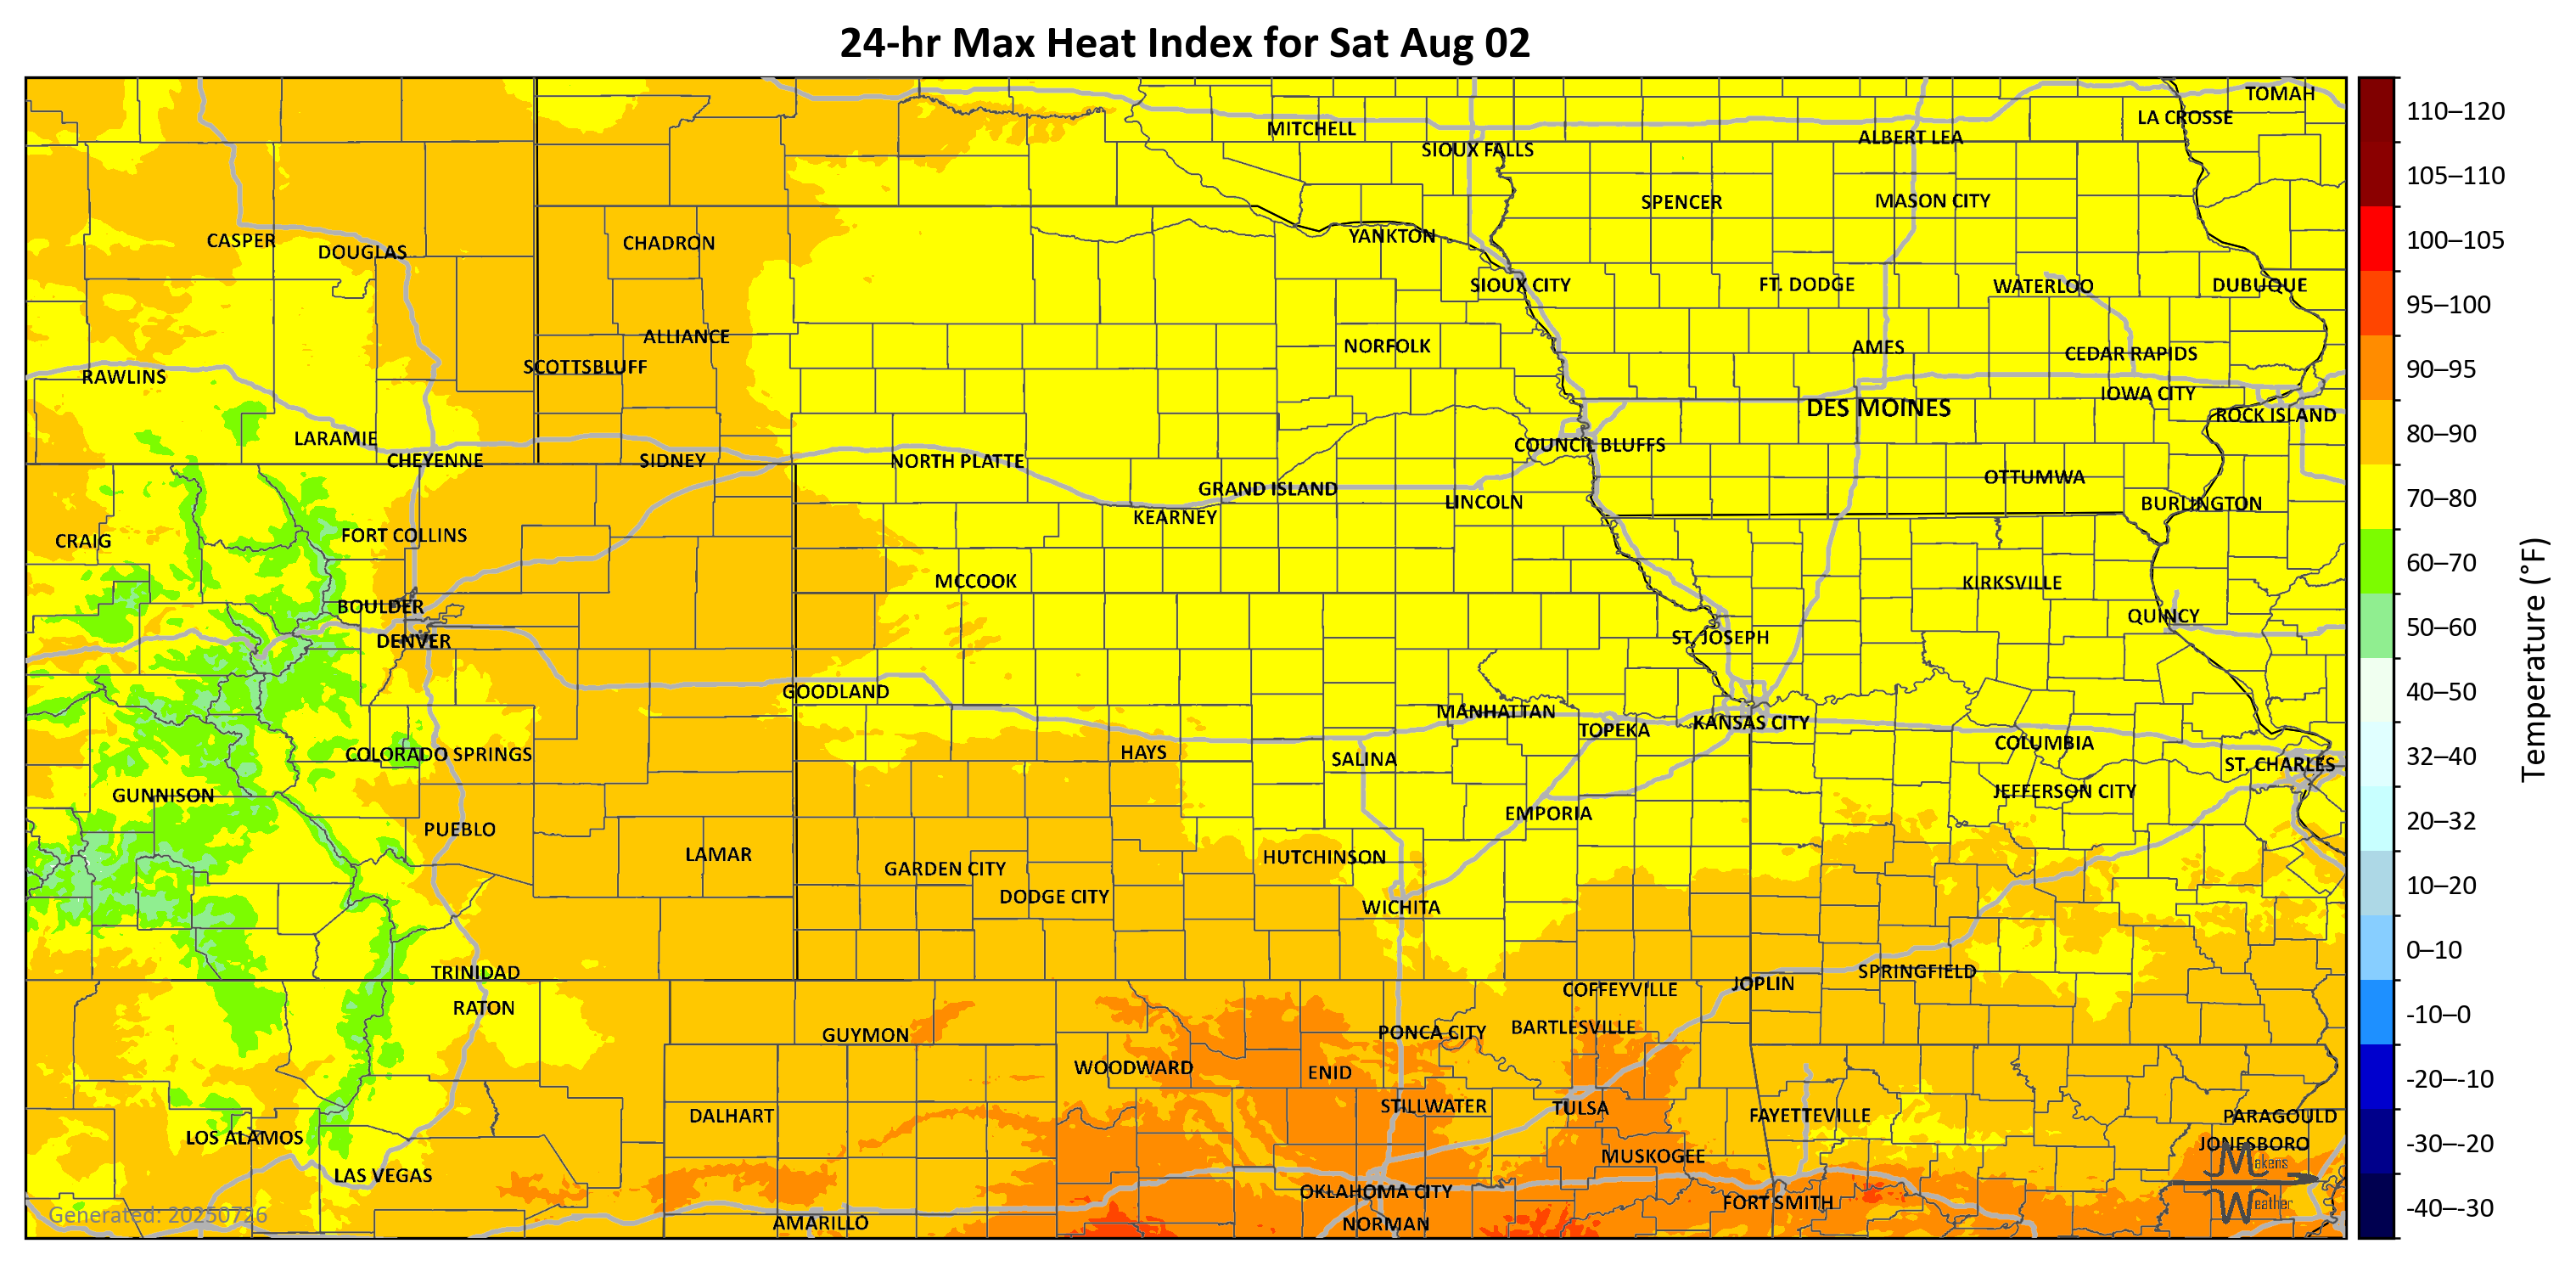 24-hr Max Heat Index for Sat Aug 02
TOMAH
LA CROSSE
MITCHELL
ALBERT LEA
SIOUX FALLS
SPENCER
MASON CITY
CASPER
DOUGLAS
CHADRON
YANKTON
SIOUX CITY
FT. DODGE
WATERLOO
DUBUQUE
ALLIANCE
NORFOLK
AMES
CEDAR RAPIDS
SCOTTSBLUFF
RAWLINS
IOWA CITY
DES MOINES
ROCK ISLAND
LARAMIE
COUNCIL BLUFFS
CHEYENNE
SIDNEY
NORTH PLATTE
OTTUMWA
GRAND ISLAND
LINCOLN
BURLINGTON
KEARNEY
FORT COLLINS
CRAIG
MCCOOK
KIRKSVILLE
BOULDER
QUINCY
DENVER
ST. JOSEPH
GOODLAND
MANHATTAN
TOPEKA
KANSAS CITY
COLUMBIA
COLORADO SPRINGS
HAYS
SALINA
ST. CHARLES
GUNNISON
JEFFERSON CITY
EMPORIA
PUEBLO
LAMAR
HUTCHINSON
GARDEN CITY
DODGE CITY
WICHITA
TRINIDAD
SPRINGFIELD
JOPLIN
COFFEYVILLE
RATON
GUYMON
PONCA CITY
BARTLESVILLE
WOODWARD
ENID
STILLWATER
TULSA
DALHART
FAYETTEVILLE
PARAGOULD
LOS ALAMOS
JONESBORO
MUSKOGEE
LAS VEGAS
OKLAHOMA CITY
FORT SMITH
AMARILLO
NORMAN
Generated: 20250726
Makens
Weather
110–120
105–110
100–105
95–100
90–95
80–90
70–80
60–70
50–60
40–50
32–40
20–32
10–20
0–10
-10–0
-20–-10
-30–-20
-40–-30
Temperature (°F)